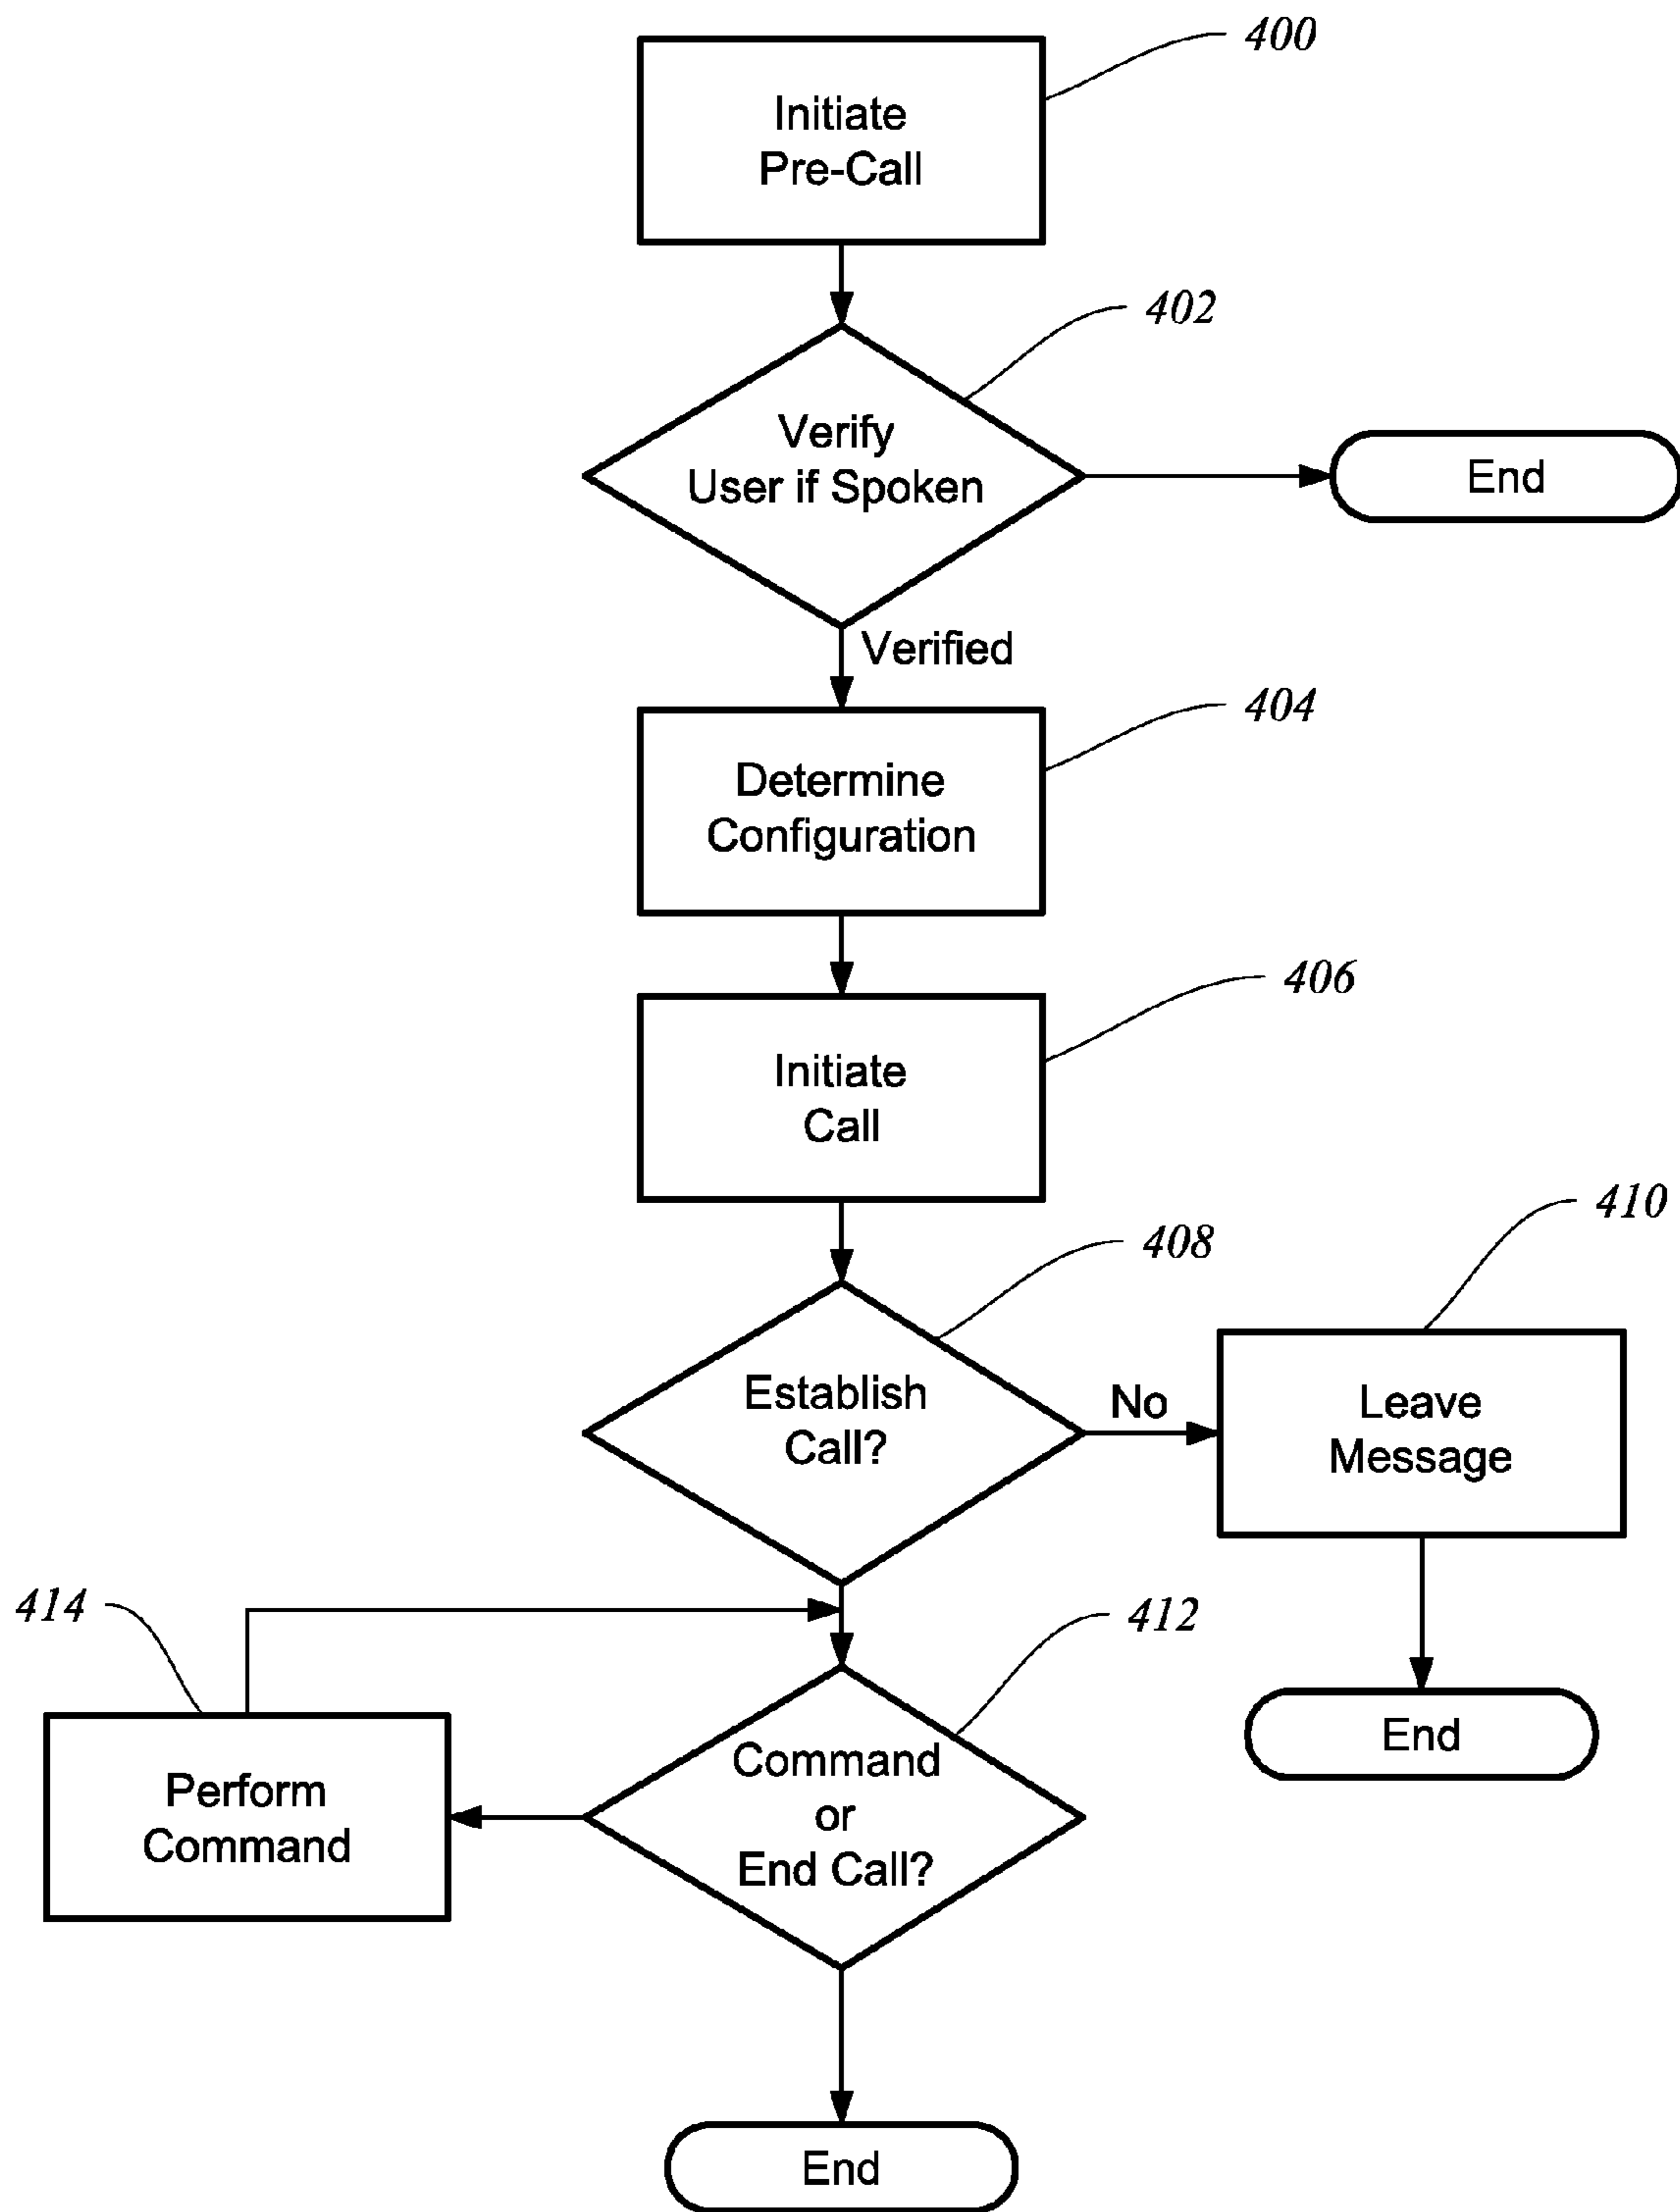 400
Initiate
Pre-Call
402
Verify
User if Spoken
End
Verified
404
Determine
Configuration
406
Initiate
Call
408
410
Establish
Call?
No
Leave
Message
414
412
Perform
Command
Command
or
End Call?
End
End